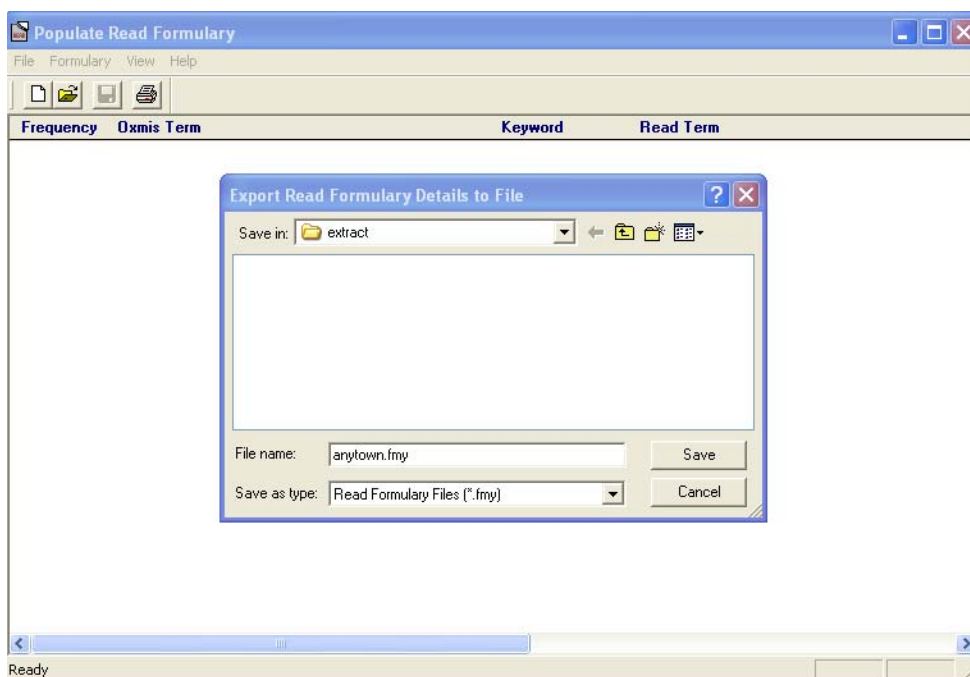 Populate Read Formulary
File Formulary View Help
Frequency Oxmis Term Keyword Read Term
Export Read Formulary Details to File
Save in: extract
File name: anytown.fmy Save
Save as type: Read Formulary Files (*.fmy) Cancel
Ready